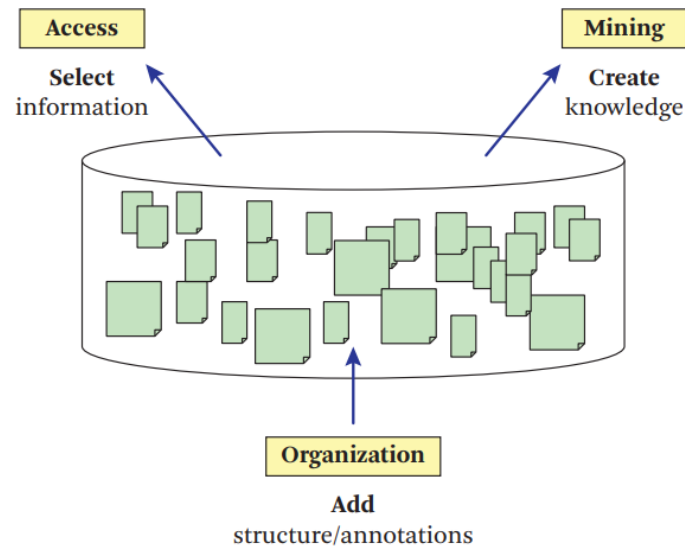 Access
Select
information
Mining
Create
knowledge
Organization
Add
structure/annotations